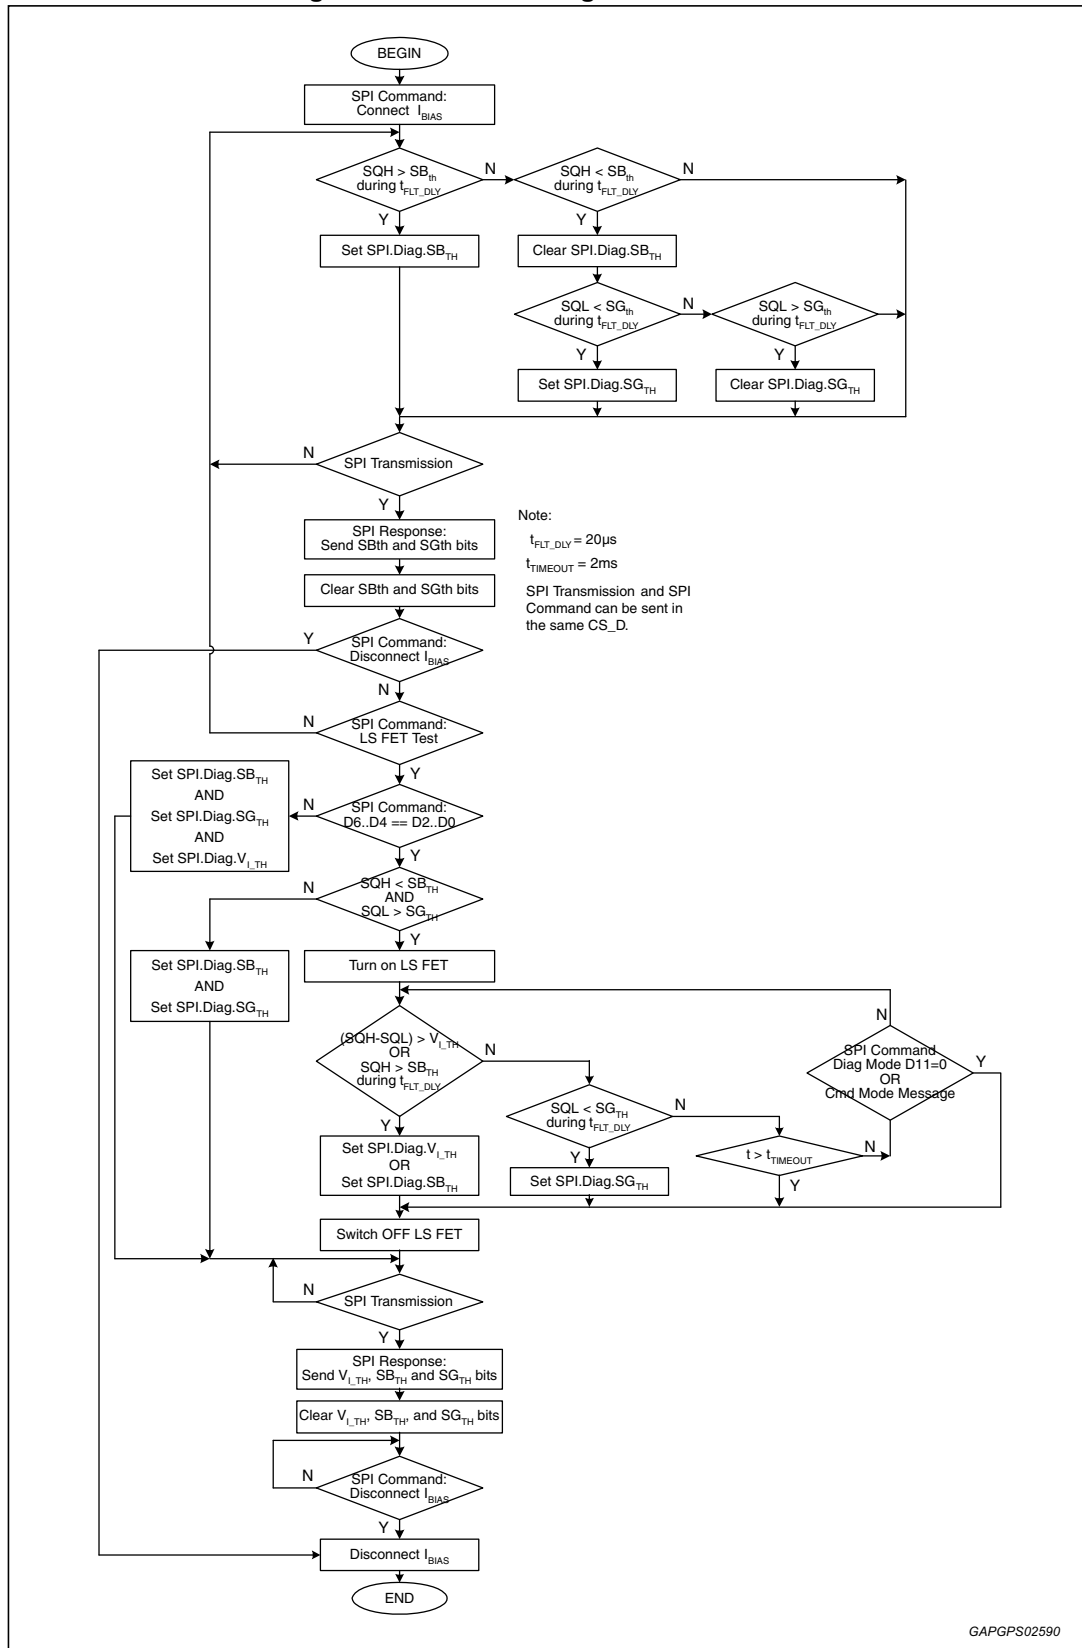 BEGIN
SPI Command:
Connect I_BIAS
SQH > SB_th
during t_FLT_DLY
N
SQH < SB_th
during t_FLT_DLY
N
Y
Y
Set SPI.Diag.SB_TH
Clear SPI.Diag.SB_TH
SQL < SG_th
during t_FLT_DLY
N
SQL > SG_th
during t_FLT_DLY
Y
Y
Set SPI.Diag.SG_TH
Clear SPI.Diag.SG_TH
N
SPI Transmission
Y
SPI Response:
Send SBth and SGth bits
Clear SBth and SGth bits
Note:
t_FLT_DLY = 20µs
t_TIMEOUT = 2ms
SPI Transmission and SPI
Command can be sent in
the same CS_D.
Y
SPI Command:
Disconnect I_BIAS
N
N
SPI Command:
LS FET Test
Y
Set SPI.Diag.SB_TH
AND
Set SPI.Diag.SG_TH
AND
Set SPI.Diag.V_I_TH
N
SPI Command:
D6..D4 == D2..D0
Y
N
SQH < SB_TH
AND
SQL > SG_TH
Y
Set SPI.Diag.SB_TH
AND
Set SPI.Diag.SG_TH
Turn on LS FET
(SQH-SQL) > V_I_TH
OR
SQH > SB_TH
during t_FLT_DLY
N
Y
SQL < SG_TH
during t_FLT_DLY
N
Y
t > t_TIMEOUT
N
Y
N
SPI Command
Diag Mode D11=0
OR
Cmd Mode Message
Y
Set SPI.Diag.V_I_TH
OR
Set SPI.Diag.SB_TH
Set SPI.Diag.SG_TH
Switch OFF LS FET
N
SPI Transmission
Y
SPI Response:
Send V_I_TH, SB_TH and SG_TH bits
Clear V_I_TH, SB_TH, and SG_TH bits
N
SPI Command:
Disconnect I_BIAS
Y
Disconnect I_BIAS
END
GAPGPS02590